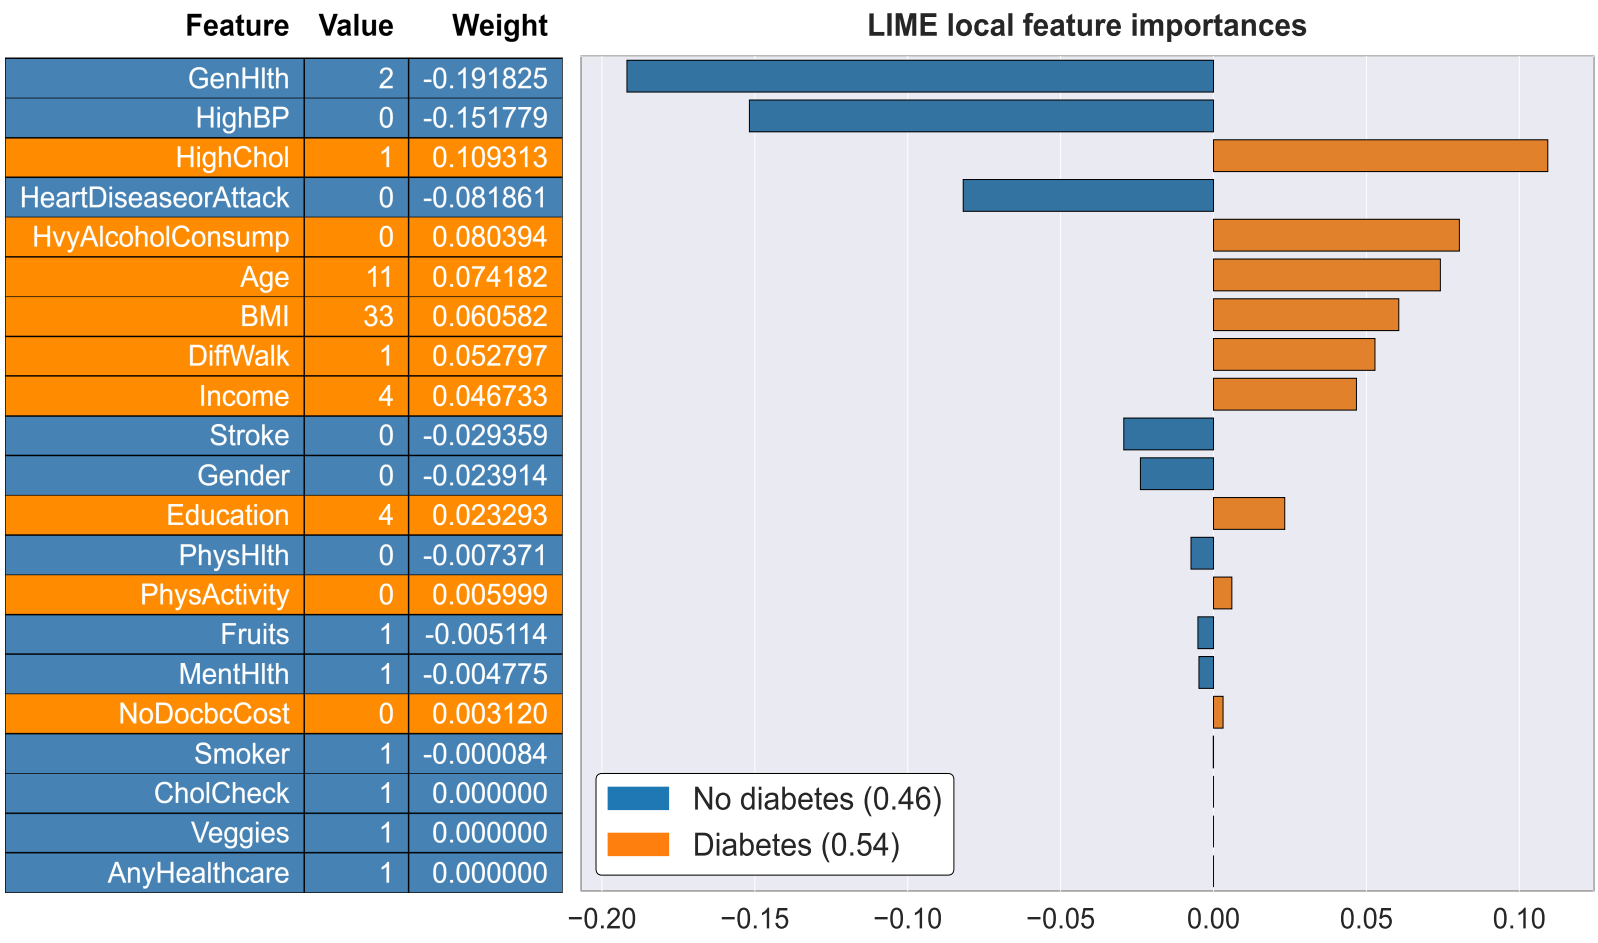 Feature Value Weight LIME local feature importances
GenHlth 2 -0.191825
HighBP 0 -0.151779
HighChol 1 0.109313
HeartDiseaseorAttack 0 -0.081861
HvyAlcoholConsump 0 0.080394
Age 11 0.074182
BMI 33 0.060582
DiffWalk 1 0.052797
Income 4 0.046733
Stroke 0 -0.029359
Gender 0 -0.023914
Education 4 0.023293
PhysHlth 0 -0.007371
PhysActivity 0 0.005999
Fruits 1 -0.005114
MentHlth 1 -0.004775
NoDocbcCost 0 0.003120
Smoker 1 -0.000084
CholCheck 1 0.000000
Veggies 1 0.000000
AnyHealthcare 1 0.000000
No diabetes (0.46)
Diabetes (0.54)
−0.20 −0.15 −0.10 −0.05 0.00 0.05 0.10